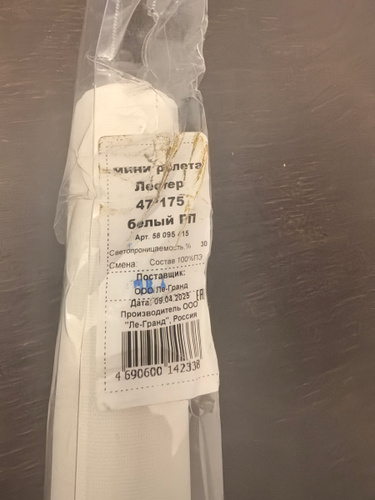 мини ролета
Лестер
47*175
белый ГП
Арт. 58 095 415
Светопроницаемость,% 30
Смена: Состав 100%ПЭ
Поставщик:
ООО Ле-Гранд
Дата: 09.04.2025 EAC
Производитель ООО
"Ле-Гранд", Россия
4 690600 142338